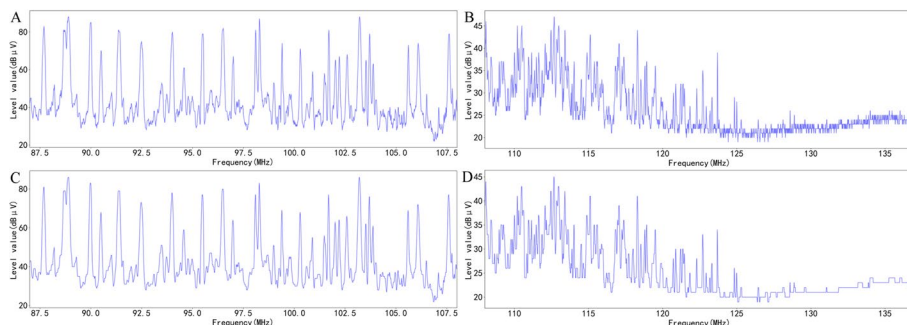 A
Level value(dBμV)
80
60
40
20
87.5 90.0 92.5 95.0 97.5 100.0 102.5 105.0 107.5
Frequency(MHz)
B
Level value(dBμV)
45
40
35
30
25
20
110 115 120 125 130 135
Frequency(MHz)
C
Level value(dBμV)
80
60
40
20
87.5 90.0 92.5 95.0 97.5 100.0 102.5 105.0 107.5
Frequency(MHz)
D
Level value(dBμV)
45
40
35
30
25
20
110 115 120 125 130 135
Frequency(MHz)